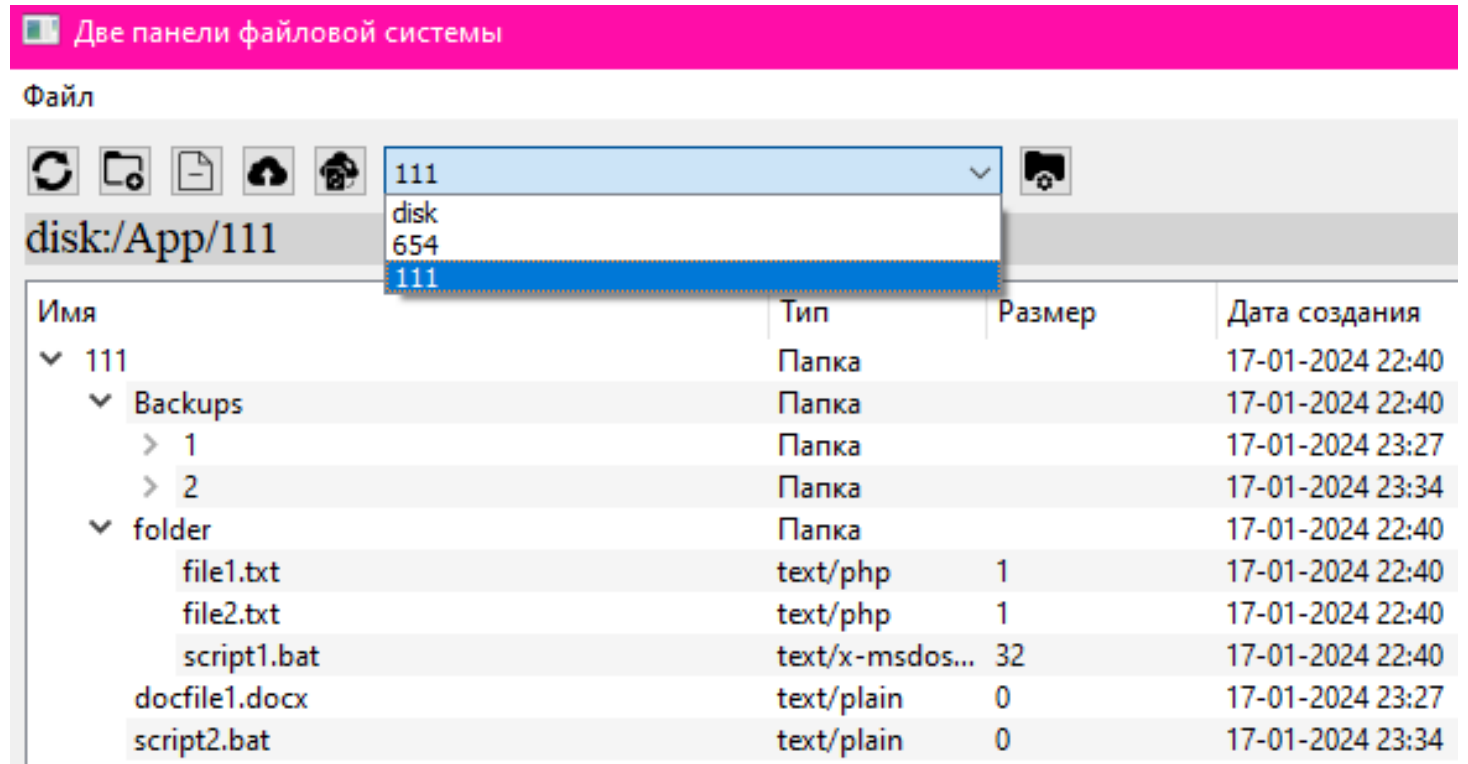 Две панели файловой системы
Файл
111
disk
654
111
disk:/App/111
Имя Тип Размер Дата создания
111 Папка 17-01-2024 22:40
Backups Папка 17-01-2024 22:40
1 Папка 17-01-2024 23:27
2 Папка 17-01-2024 23:34
folder Папка 17-01-2024 22:40
file1.txt text/php 1 17-01-2024 22:40
file2.txt text/php 1 17-01-2024 22:40
script1.bat text/x-msdos... 32 17-01-2024 22:40
docfile1.docx text/plain 0 17-01-2024 23:27
script2.bat text/plain 0 17-01-2024 23:34